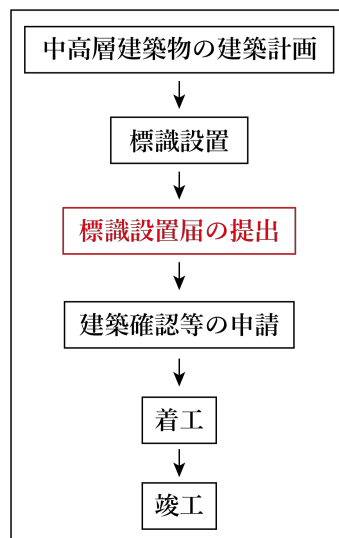 中高層建築物の建築計画
標識設置
標識設置届の提出
建築確認等の申請
着工
竣工